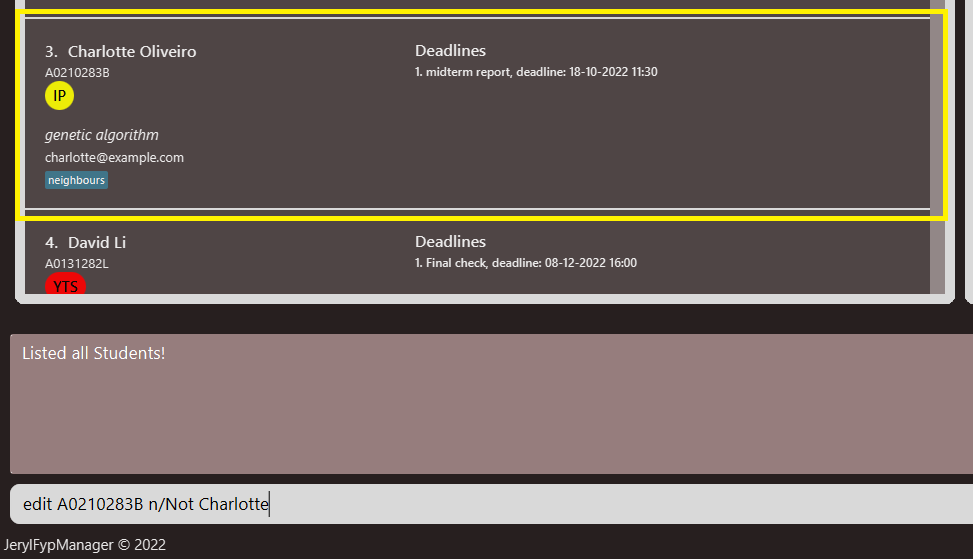 3. Charlotte Oliveiro
A0210283B
IP
genetic algorithm
charlotte@example.com
neighbours
Deadlines
1. midterm report, deadline: 18-10-2022 11:30
4. David Li
A0131282L
YTS
Deadlines
1. Final check, deadline: 08-12-2022 16:00
Listed all Students!
edit A0210283B n/Not Charlotte
JerylFypManager © 2022